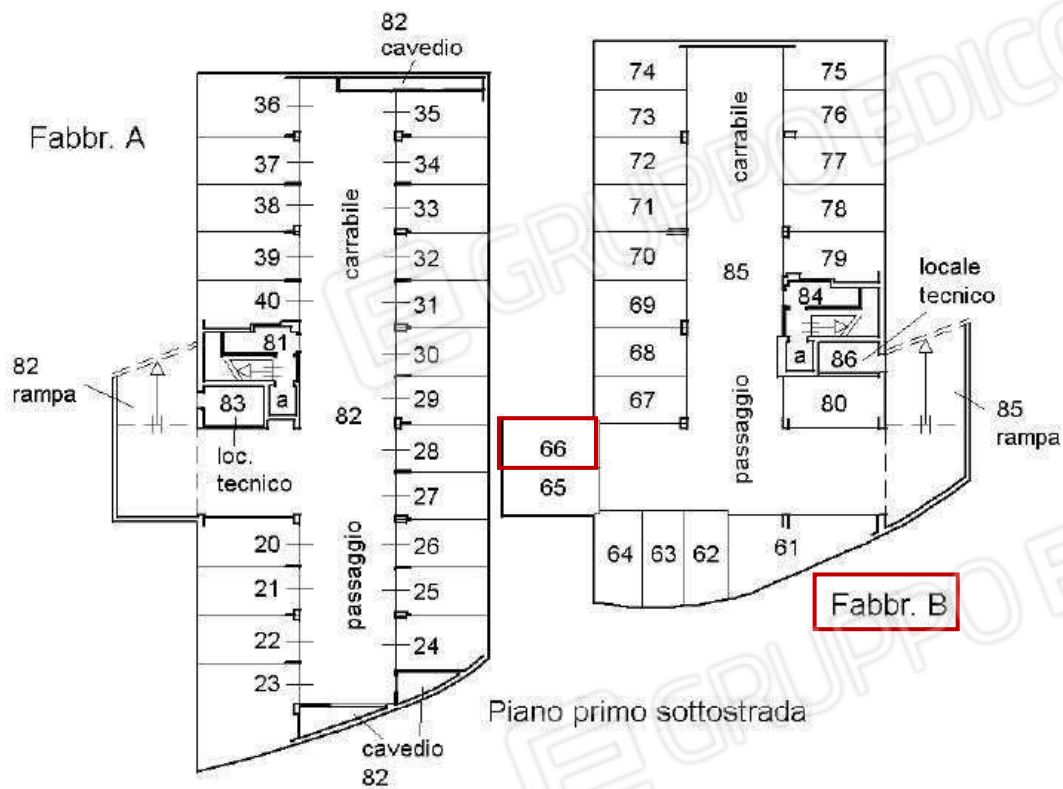 82
cavedio
Fabbr. A
36
35
37
34
38
33
39
32
40
31
carrabile
81
30
82
rampa
83
a
82
29
loc.
tecnico
28
27
20
26
21
25
passaggio
22
24
23
cavedio
82
74
75
73
76
72
77
71
78
70
79
carrabile
85
69
84
locale
tecnico
68
a
86
67
80
85
rampa
66
65
passaggio
64
63
62
61
Fabbr. B
Piano primo sottostrada
GRUPPO EDICO
GRUPPO E